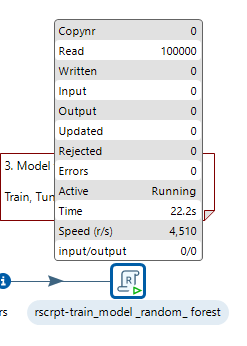 Copynr 0
Read 100000
Written 0
Input 0
Output 0
Updated 0
Rejected 0
3. Model
Errors 0
Active Running
Train, Tun
Time 22.2s
Speed (r/s) 4,510
input/output 0/0
R
rs
rscrpt-train_model _random_ forest